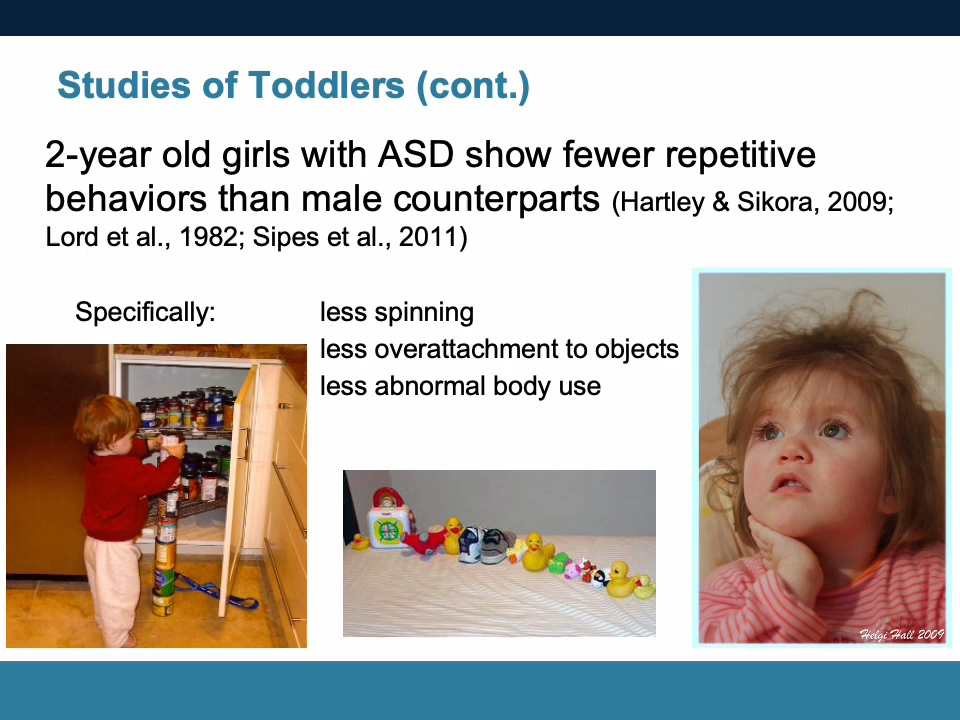 Studies of Toddlers (cont.)
2-year old girls with ASD show fewer repetitive
behaviors than male counterparts (Hartley & Sikora, 2009;
Lord et al., 1982; Sipes et al., 2011)
Specifically:
less spinning
less overattachment to objects
less abnormal body use
Helgi Hall 2009